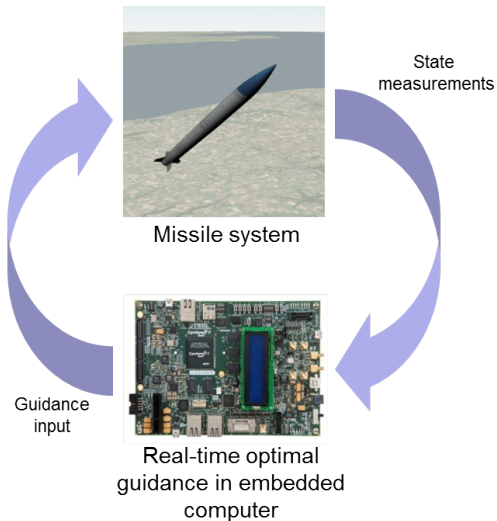 State
measurements
Missile system
Guidance
input
Real-time optimal
guidance in embedded
computer